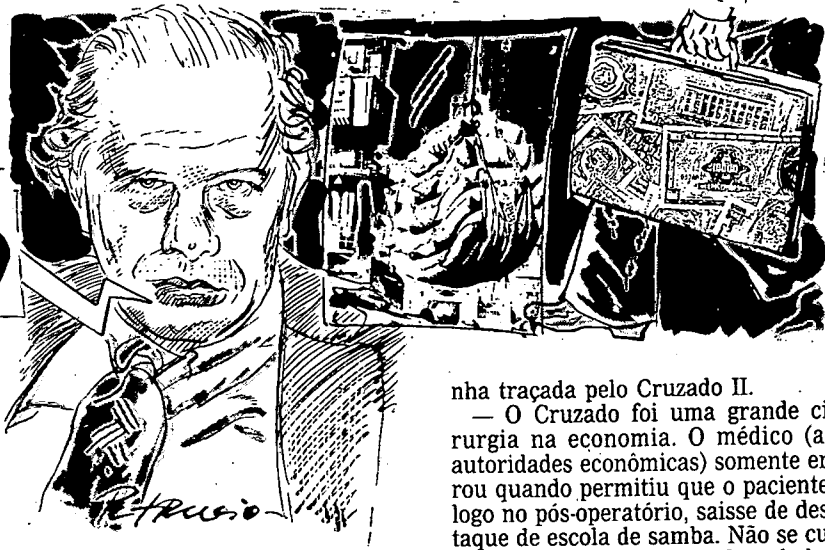 nha traçada pelo Cruzado II.
— O Cruzado foi uma grande ci
rurgia na economia. O médico (a
autoridades econômicas) somente er
rou quando permitiu que o paciente
logo no pós-operatório, saisse de des
taque de escola de samba. Não se cu